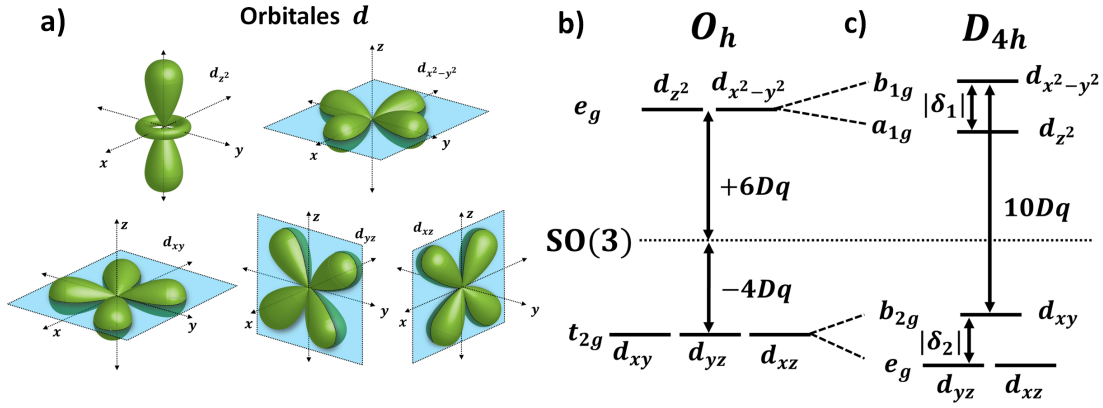 a)
Orbitales d
d_{z^2}
x
y
z
d_{x^2-y^2}
x
y
z
d_{xy}
x
y
z
d_{yz}
x
y
z
d_{xz}
x
y
b) O_h
d_{z^2} d_{x^2-y^2}
e_g
+6Dq
SO(3)
-4Dq
t_{2g}
d_{xy} d_{yz} d_{xz}
c) D_{4h}
b_{1g} d_{x^2-y^2}
|δ_1|
a_{1g} d_{z^2}
10Dq
b_{2g} d_{xy}
|δ_2|
e_g
d_{yz} d_{xz}